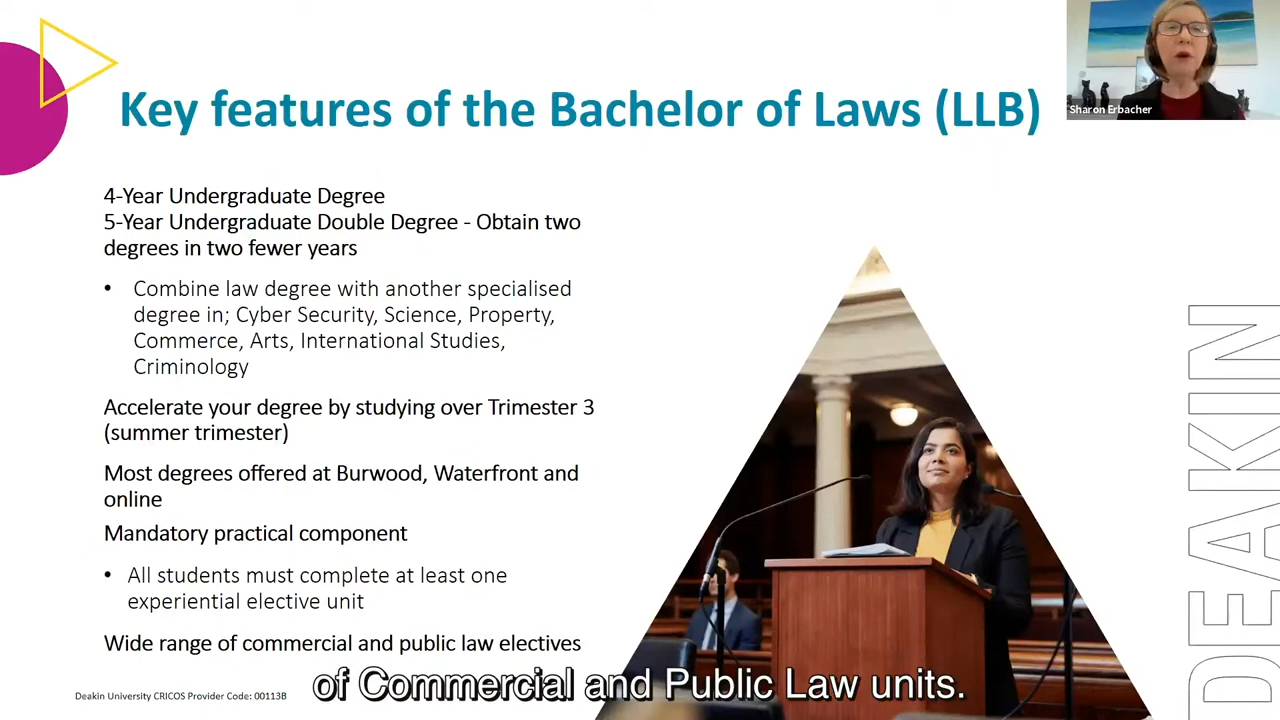 Key features of the Bachelor of Laws (LLB)
Sharon Erbacher
4-Year Undergraduate Degree
5-Year Undergraduate Double Degree - Obtain two
degrees in two fewer years
• Combine law degree with another specialised
degree in; Cyber Security, Science, Property,
Commerce, Arts, International Studies,
Criminology
Accelerate your degree by studying over Trimester 3
(summer trimester)
Most degrees offered at Burwood, Waterfront and
online
Mandatory practical component
• All students must complete at least one
experiential elective unit
Wide range of commercial and public law electives
of Commercial and Public Law units.
Deakin University CRICOS Provider Code: 00113B
DEAKIN